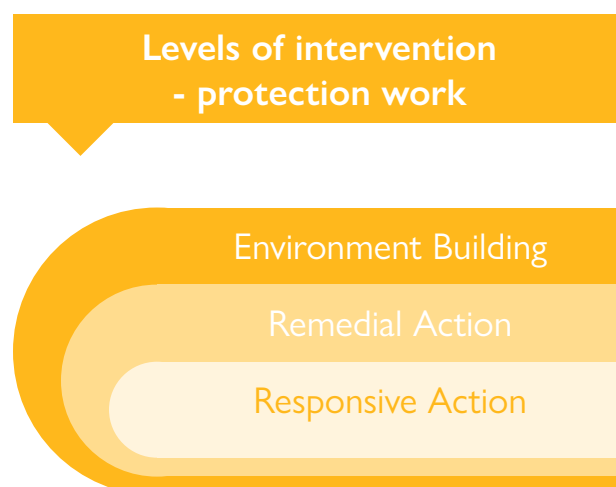 Levels of intervention
- protection work
Environment Building
Remedial Action
Responsive Action